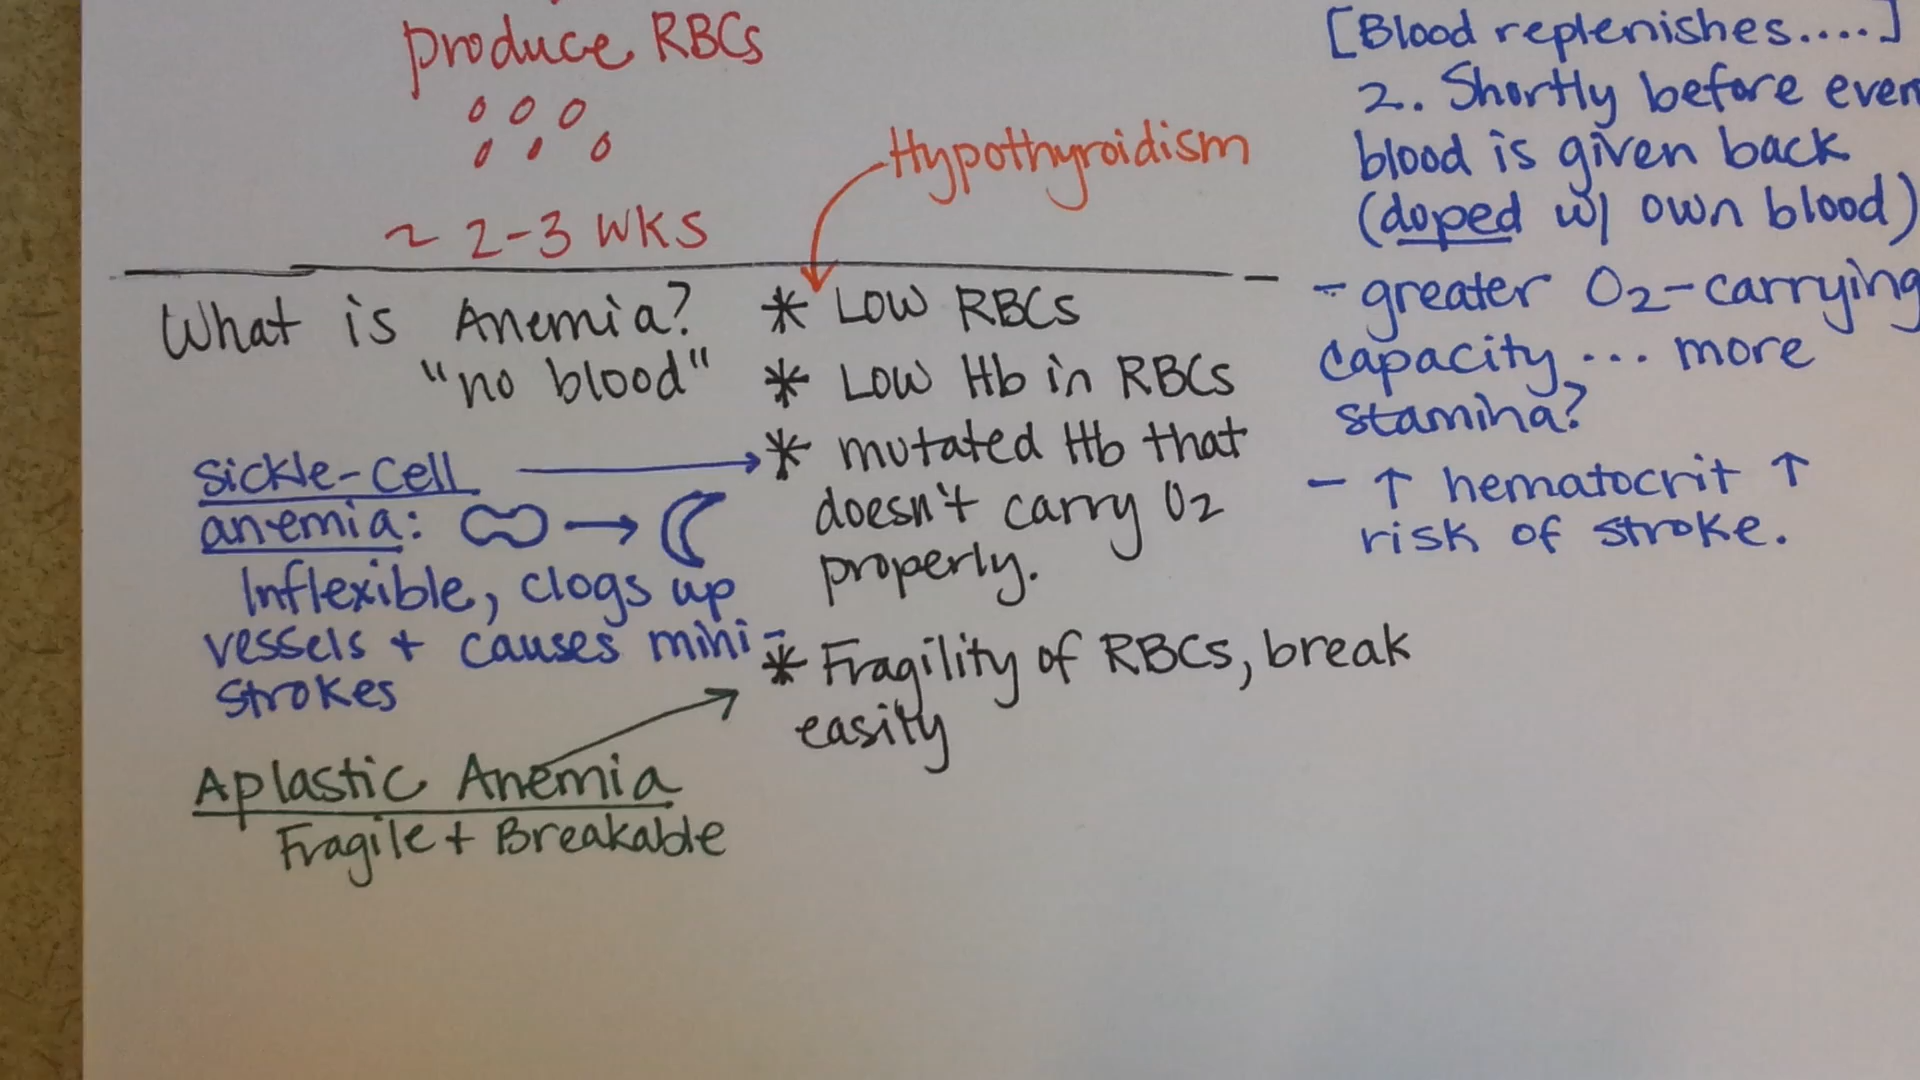 produce RBCs
~ 2-3 WKS
Hypothyroidism
What is Anemia?
"no blood"
* Low RBCs
* Low Hb in RBCs
* mutated Hb that
doesn't carry O2
properly.
* Fragility of RBCs, break
easily
Sickle-Cell
anemia:
Inflexible, clogs up
vessels + causes mini-
strokes
Aplastic Anemia
Fragile + Breakable
[Blood replenishes....]
2. Shortly before even
blood is given back
(doped w/ own blood)
- greater O2-carrying
capacity ... more
stamina?
- ↑ hematocrit ↑
risk of stroke.